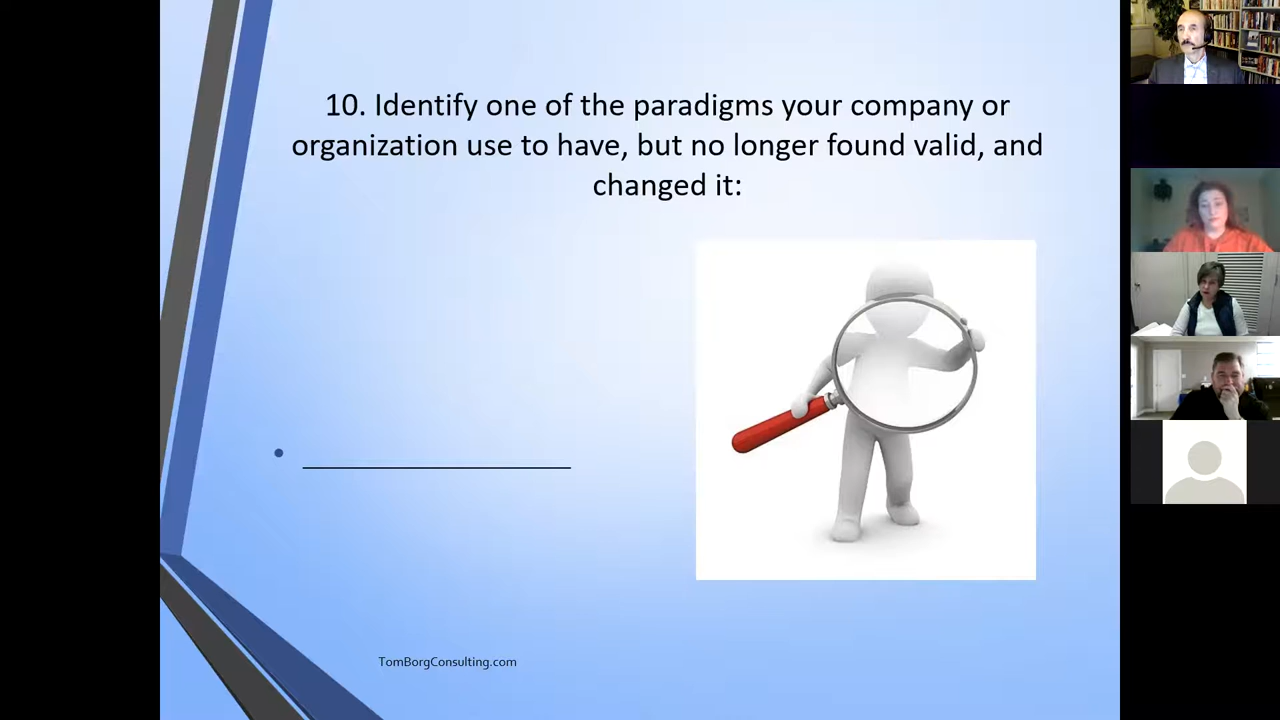 10. Identify one of the paradigms your company or
organization use to have, but no longer found valid, and
changed it:
TomBorgConsulting.com